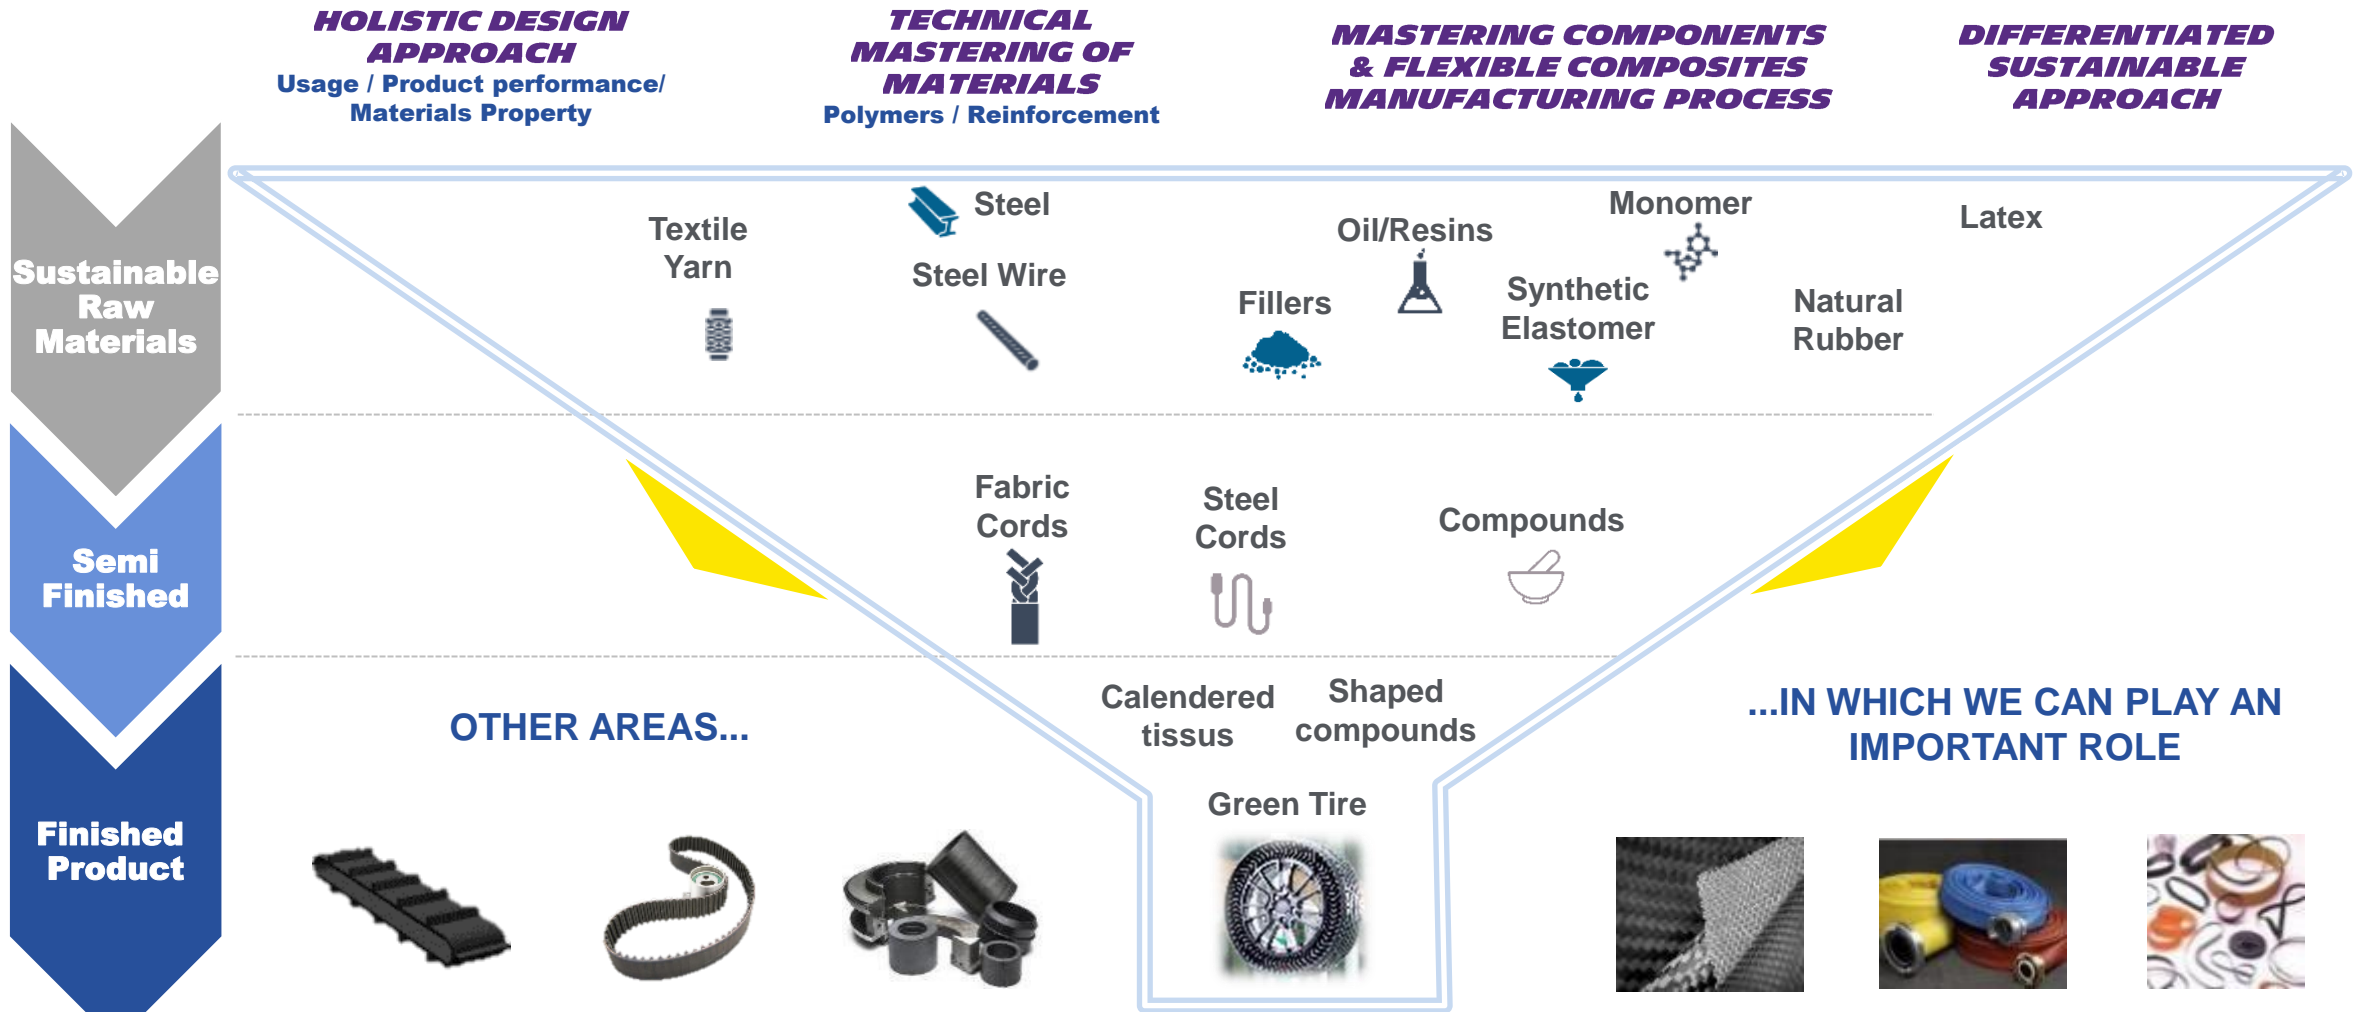 HOLISTIC DESIGN
APPROACH
Usage / Product performance/
Materials Property
TECHNICAL
MASTERING OF
MATERIALS
Polymers / Reinforcement
MASTERING COMPONENTS
& FLEXIBLE COMPOSITES
MANUFACTURING PROCESS
DIFFERENTIATED
SUSTAINABLE
APPROACH
Sustainable
Raw
Materials
Textile
Yarn
Steel
Steel Wire
Fillers
Oil/Resins
Synthetic
Elastomer
Monomer
Natural
Rubber
Latex
Semi
Finished
Fabric
Cords
Steel
Cords
Compounds
Finished
Product
OTHER AREAS...
Calendered
tissus
Shaped
compounds
Green Tire
...IN WHICH WE CAN PLAY AN
IMPORTANT ROLE